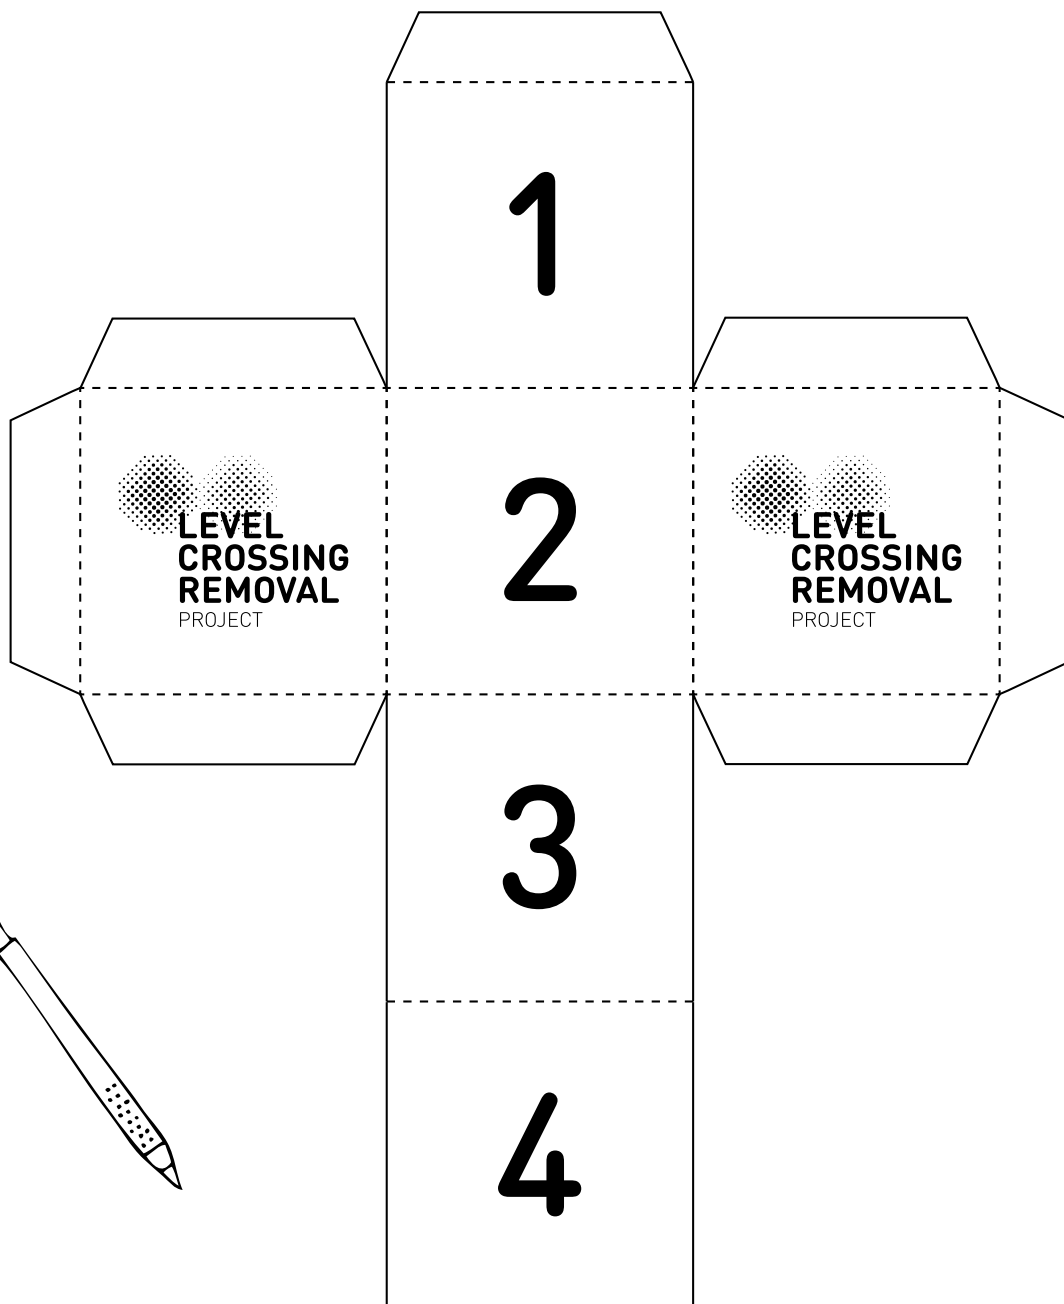 1
LEVEL
CROSSING
REMOVAL
PROJECT
2
LEVEL
CROSSING
REMOVAL
PROJECT
3
4